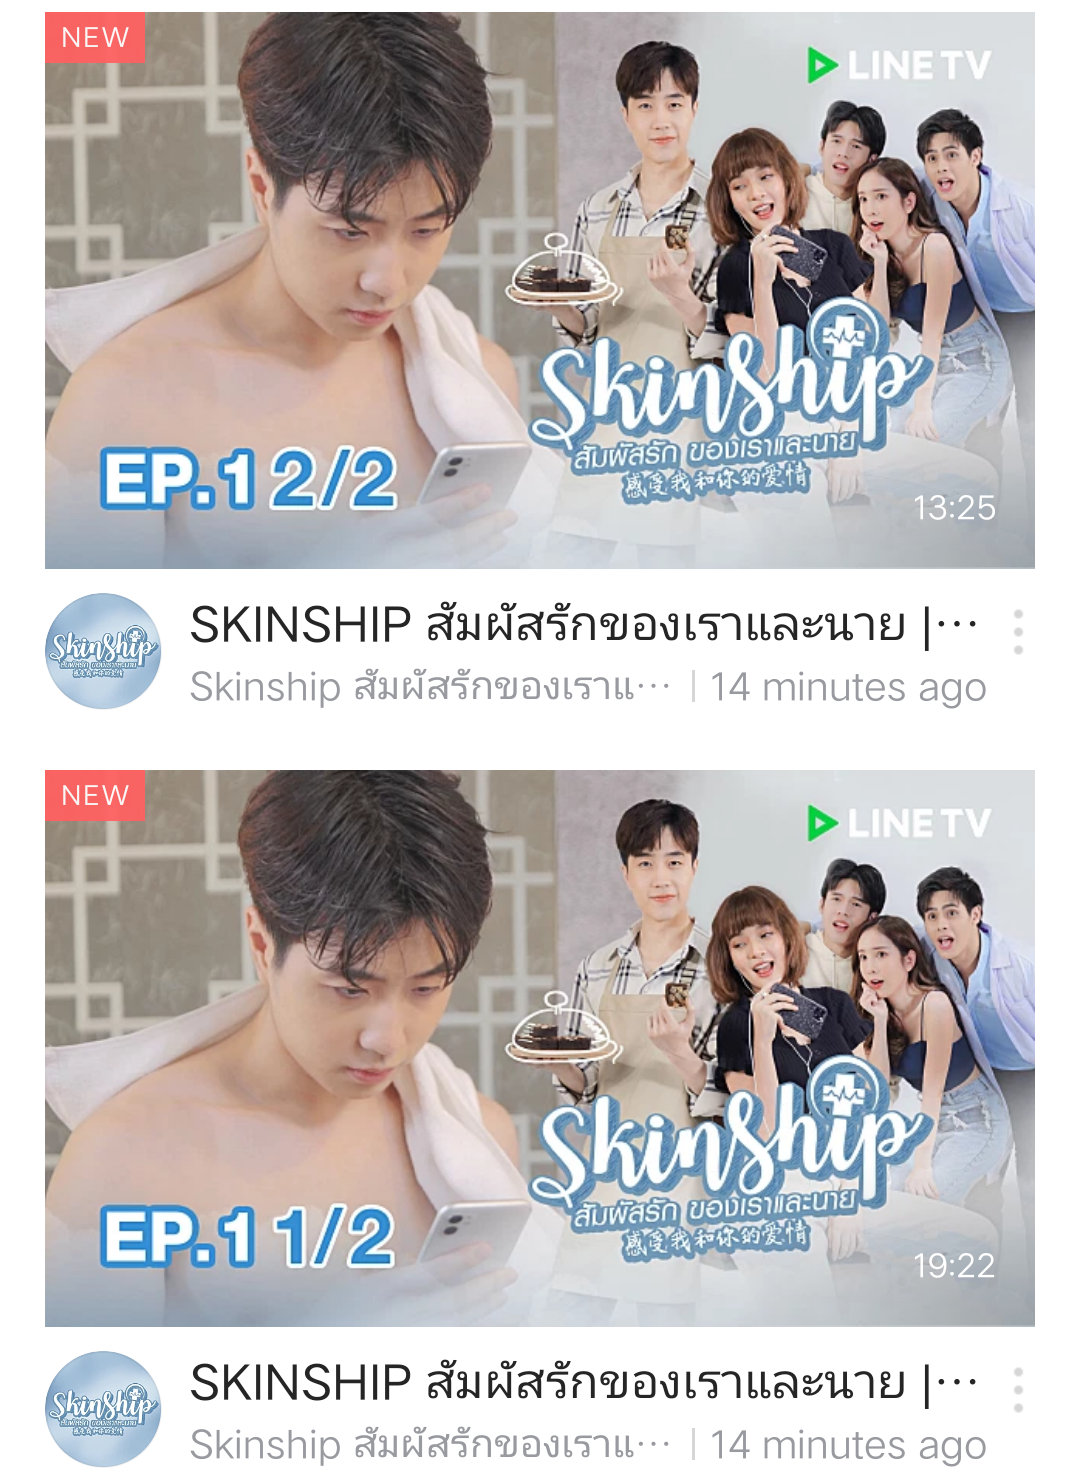 NEW
LINE TV
SkinShip
สัมผัสรัก ของเราและนาย
感受我和你的爱情
EP.1 2/2
13:25
SKINSHIP สัมผัสรักของเราและนาย |...
Skinship สัมผัสรักของเราแ... | 14 minutes ago
NEW
LINE TV
SkinShip
สัมผัสรัก ของเราและนาย
感受我和你的爱情
EP.1 1/2
19:22
SKINSHIP สัมผัสรักของเราและนาย |...
Skinship สัมผัสรักของเราแ... | 14 minutes ago